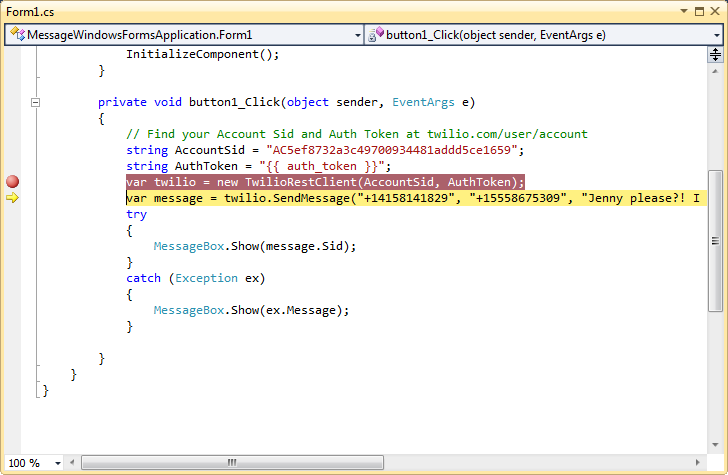 Form1.cs
MessageWindowsFormsApplication.Form1 button1_Click(object sender, EventArgs e)
InitializeComponent();
}
private void button1_Click(object sender, EventArgs e)
{
// Find your Account Sid and Auth Token at twilio.com/user/account
string AccountSid = "AC5ef8732a3c49700934481addd5ce1659";
string AuthToken = "{{ auth_token }}";
var twilio = new TwilioRestClient(AccountSid, AuthToken);
var message = twilio.SendMessage("+14158141829", "+15558675309", "Jenny please?! I
try
{
MessageBox.Show(message.Sid);
}
catch (Exception ex)
{
MessageBox.Show(ex.Message);
}
}
}
}
100 %